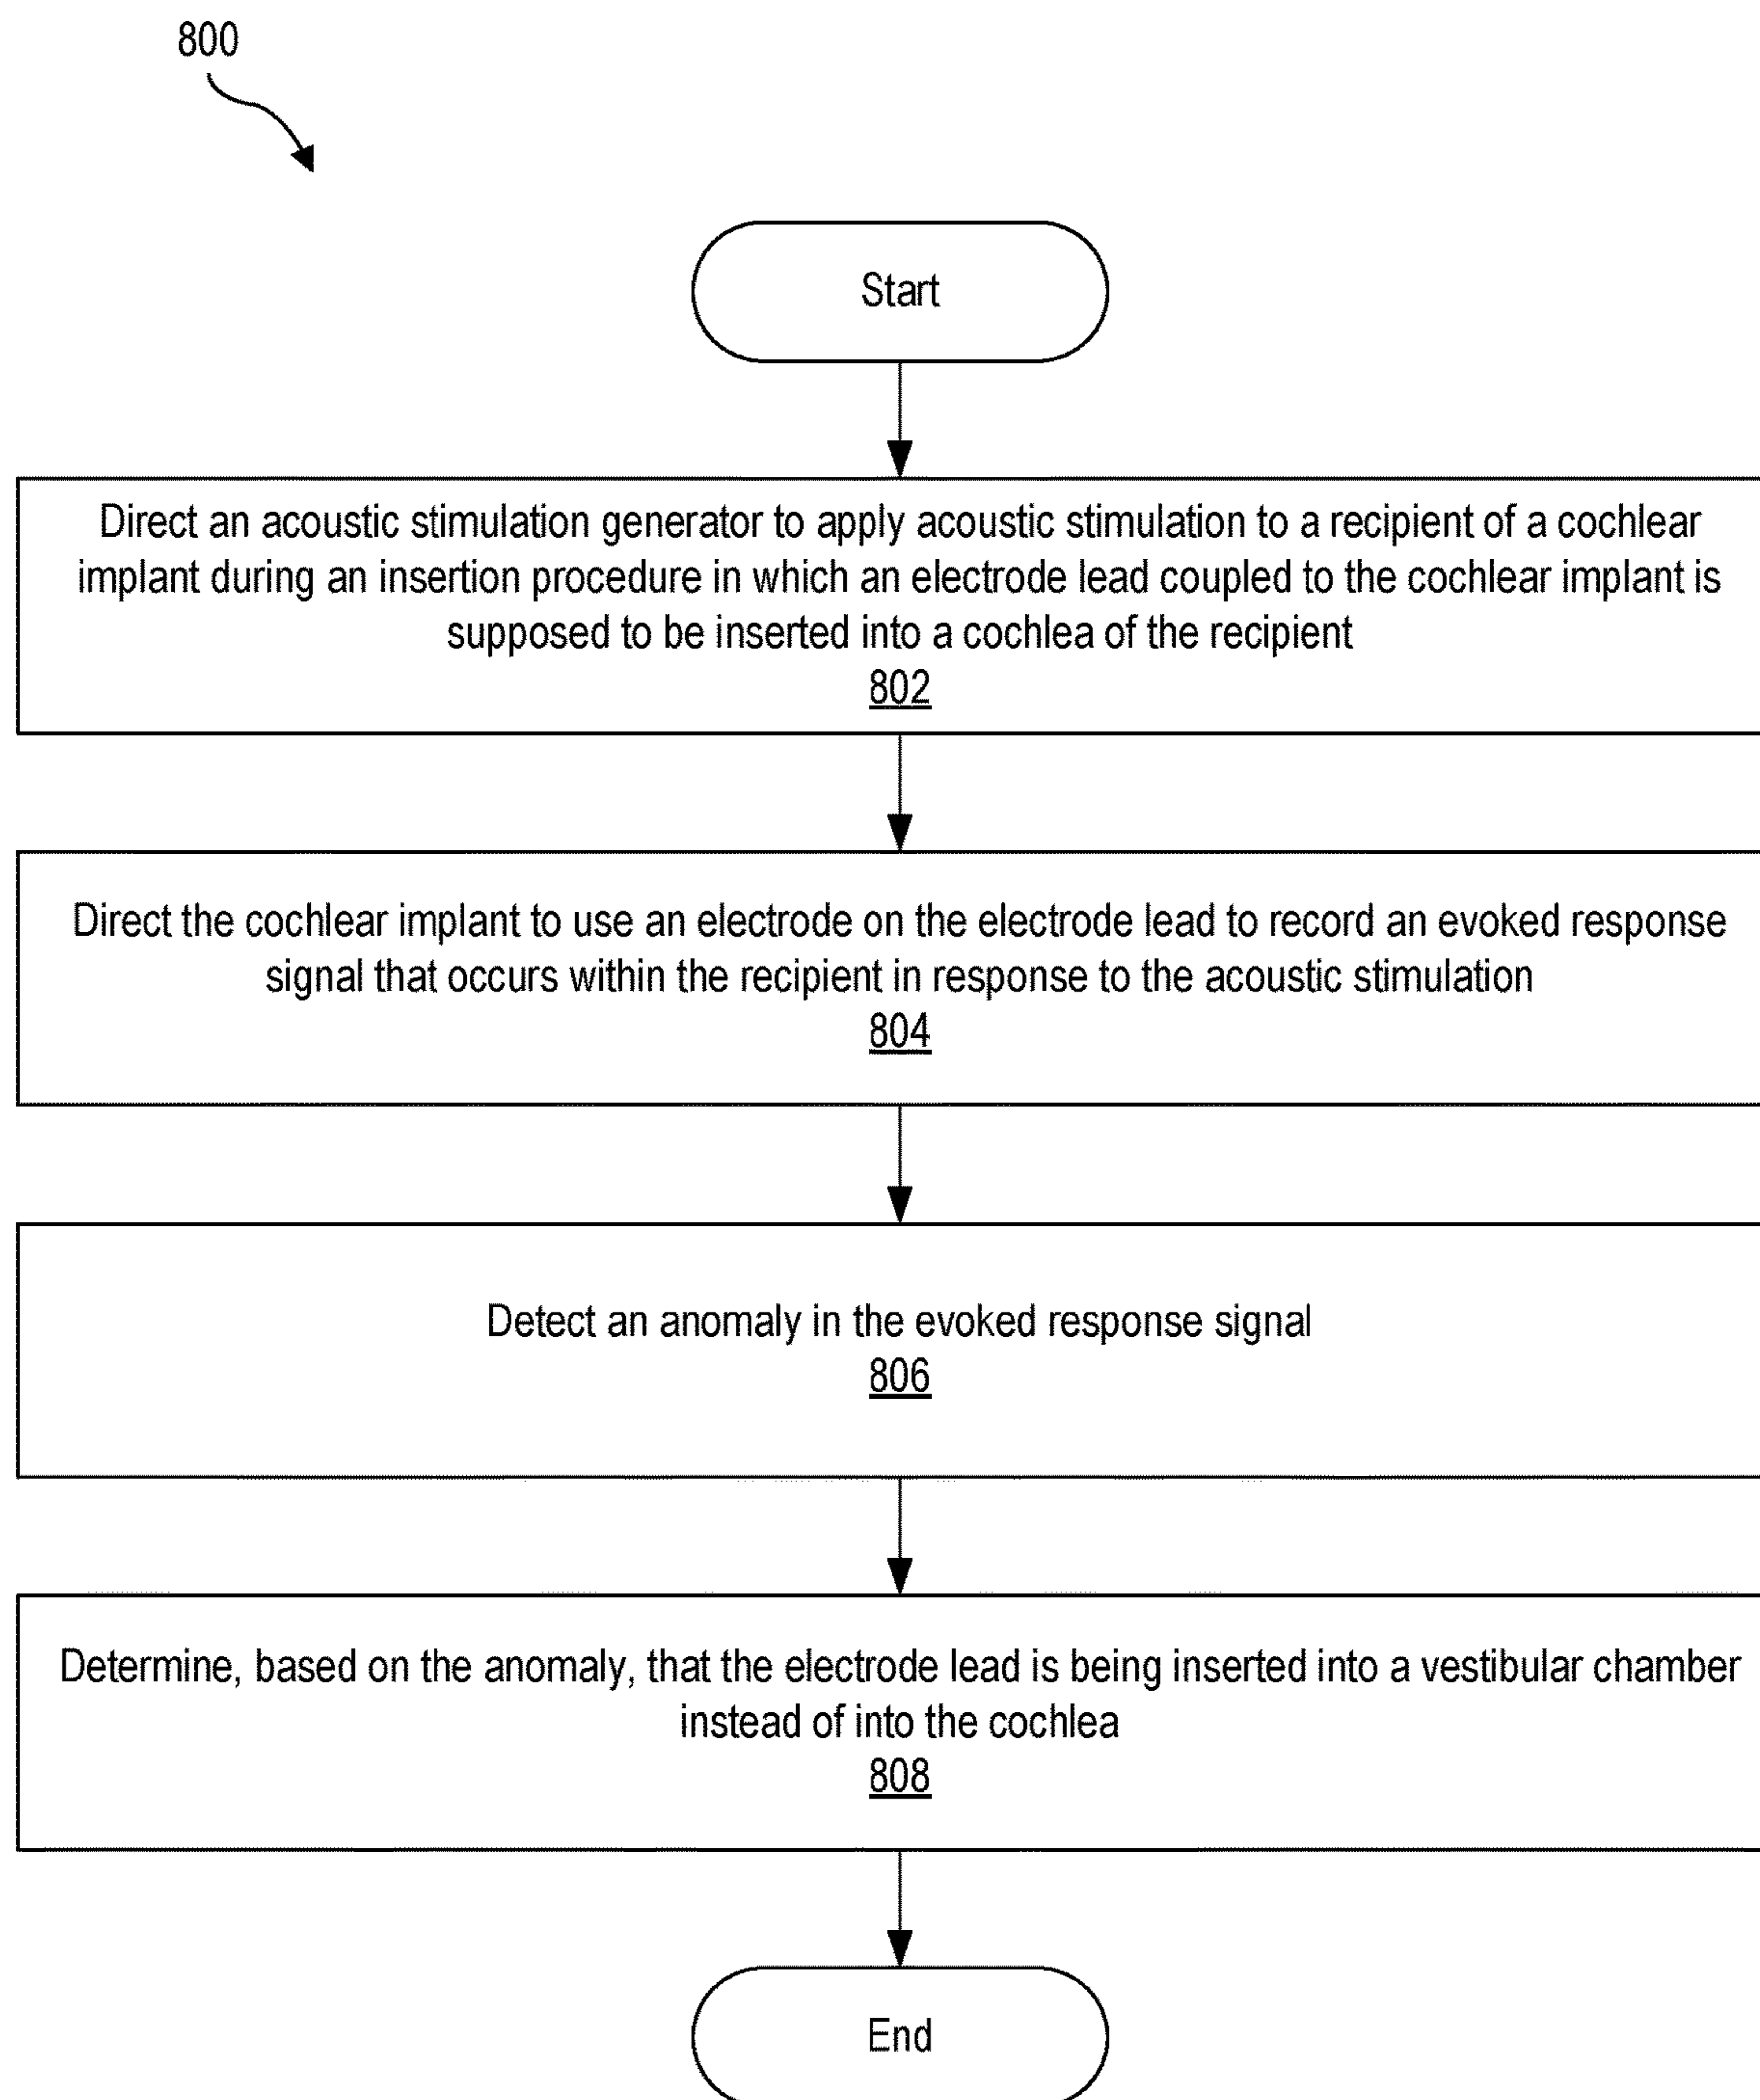 800
Start
Direct an acoustic stimulation generator to apply acoustic stimulation to a recipient of a cochlear
implant during an insertion procedure in which an electrode lead coupled to the cochlear implant is
supposed to be inserted into a cochlea of the recipient
802
Direct the cochlear implant to use an electrode on the electrode lead to record an evoked response
signal that occurs within the recipient in response to the acoustic stimulation
804
Detect an anomaly in the evoked response signal
806
Determine, based on the anomaly, that the electrode lead is being inserted into a vestibular chamber
instead of into the cochlea
808
End